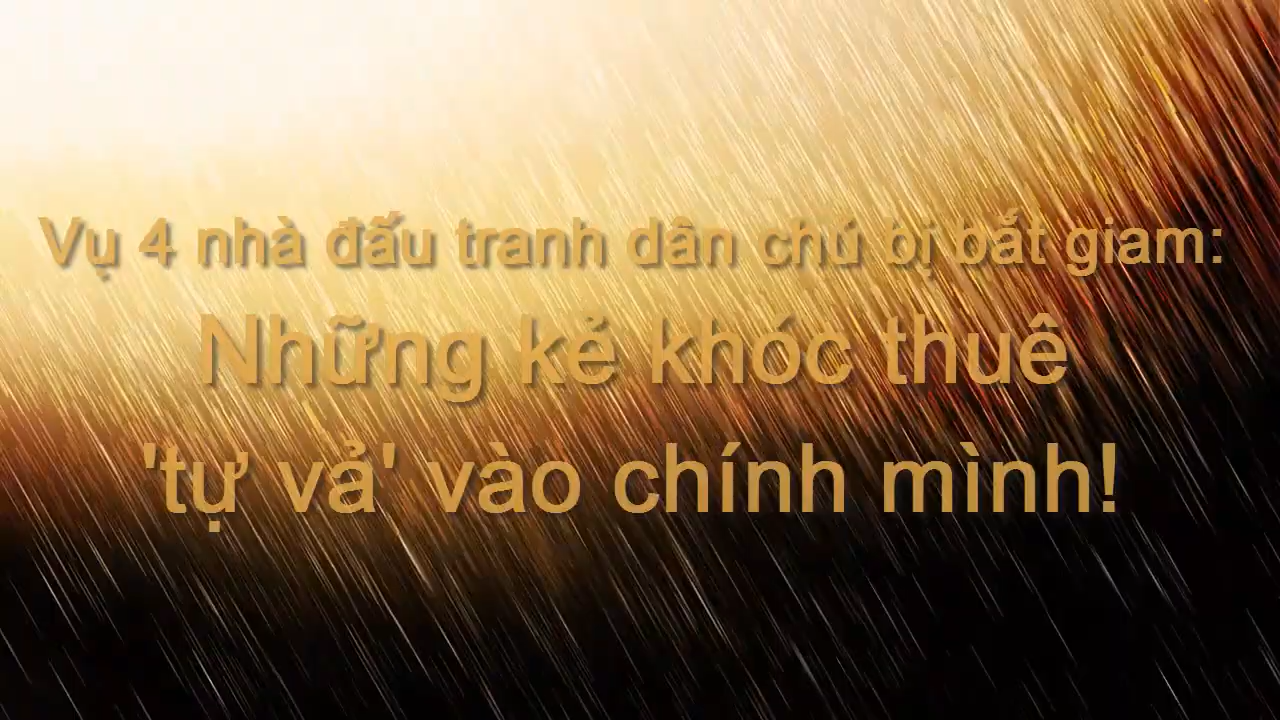 Vụ 4 nhà đấu tranh dân chủ bị bắt giam:
Những kẻ khóc thuê
'tự vả' vào chính mình!